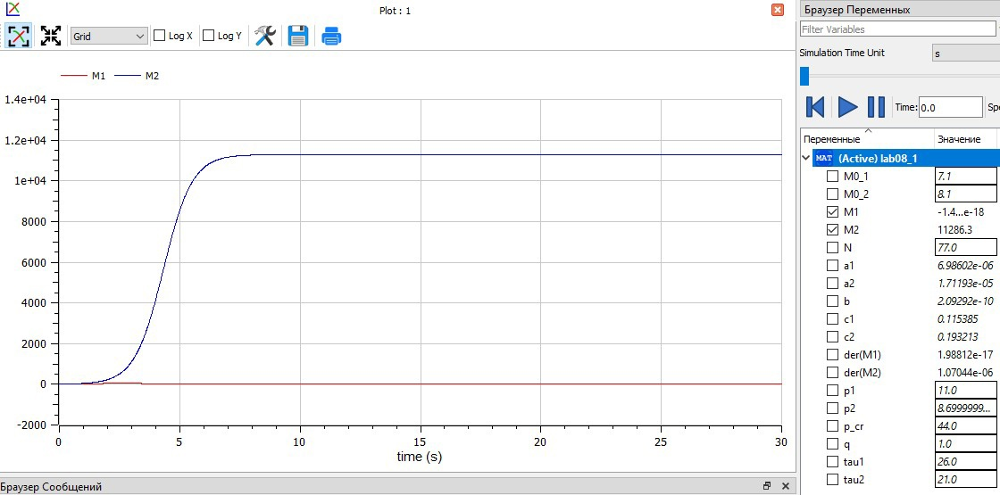 Plot : 1
Grid
Log X
Log Y
M1 M2
1.4e+04
1.2e+04
1e+04
8000
6000
4000
2000
0
-2000
0 5 10 15 20 25 30
time (s)
Браузер Сообщений
Браузер Переменных
Filter Variables
Simulation Time Unit s
Time: 0.0 Spe
Переменные Значение
MAT (Active) lab08_1
M0_1 7.1
M0_2 8.1
M1 -1.4...e-18
M2 11286.3
N 77.0
a1 6.98602e-06
a2 1.71193e-05
b 2.09292e-10
c1 0.115385
c2 0.193213
der(M1) 1.98812e-17
der(M2) 1.07044e-06
p1 11.0
p2 8.6999999...
p_cr 44.0
q 1.0
tau1 26.0
tau2 21.0